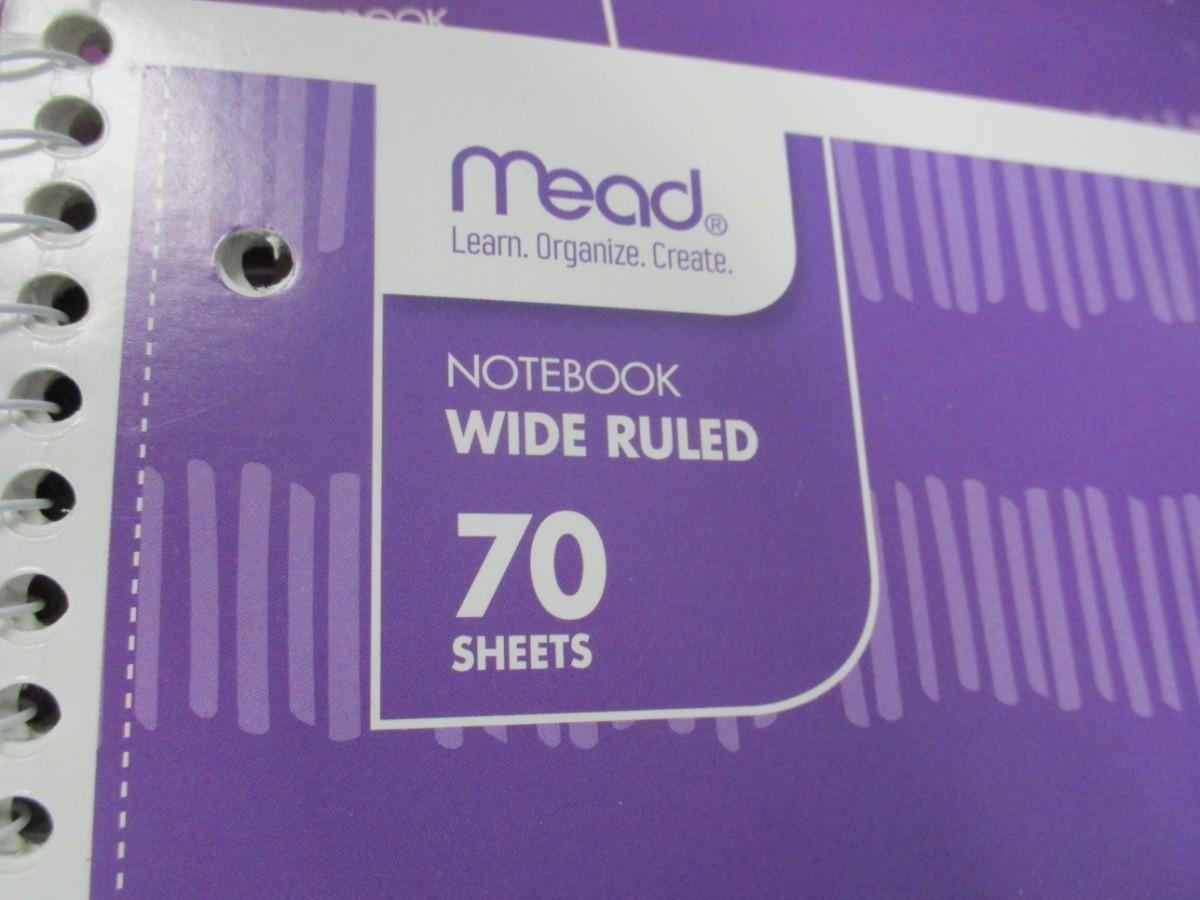 mead®
Learn. Organize. Create.
NOTEBOOK
WIDE RULED
70
SHEETS